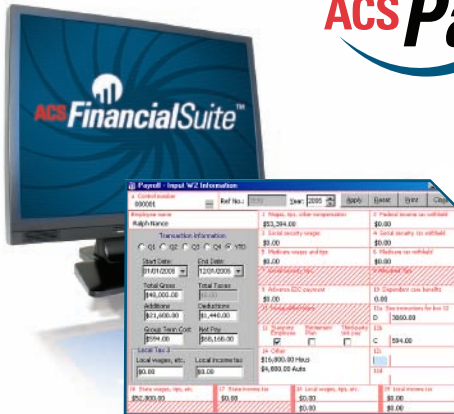 ACS Pa
ACS FinancialSuite™
Payroll - Input W2 Information
a Control number
000001
Ref No.:
Year: 2005
Apply
Reset
Print
Employee name
Ralph Nance
1 Wages, tips, other compensation
$53,394.00
2 Federal income tax withheld
$0.00
3 Social security wages
$0.00
4 Social security tax withheld
$0.00
5 Medicare wages and tips
$0.00
6 Medicare tax withheld
$0.00
7 Social security tips
8 Allocated Tips
9 Advance EIC payment
$0.00
10 Dependent care benefits
0.00
11 Nonqualified plans
12a See instructions for box 12
D 3060.00
12b
C 594.00
12c
12d
13 Statutory Employee
Retirement Plan
Third-party sick pay
14 Other
$16,800.00 Hous
$4,800.00 Auto
Transaction Information
Q1 Q2 Q3 Q4 YTD
Start Date:
End Date:
01/01/2005
12/31/2005
Total Gross
Total Taxes
$48,000.00
$0.00
Additions
Deductions
$21,600.00
$1,440.00
Group Term Cost
Net Pay
$594.00
$68,160.00
Local Tax 2
Local wages, etc.
Local income tax
$0.00
$0.00
16 State wages, tips, etc.
$52,800.00
17 State income tax
$0.00
18 Local wages, tips, etc.
$0.00
$0.00
19 Local income tax
$0.00
$0.00